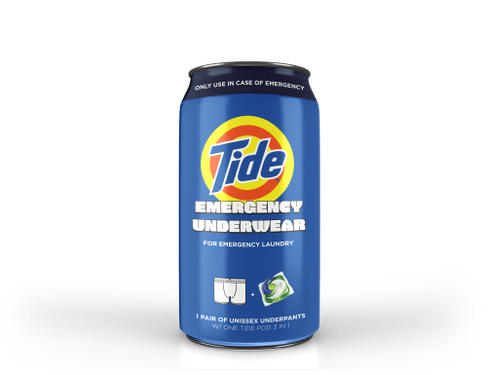 ONLY USE IN CASE OF EMERGENCY
Tide
EMERGENCY
UNDERWEAR
FOR EMERGENCY LAUNDRY
+
1 PAIR OF UNISSEX UNDERPANTS
W/ ONE TIDE POD 3 IN 1